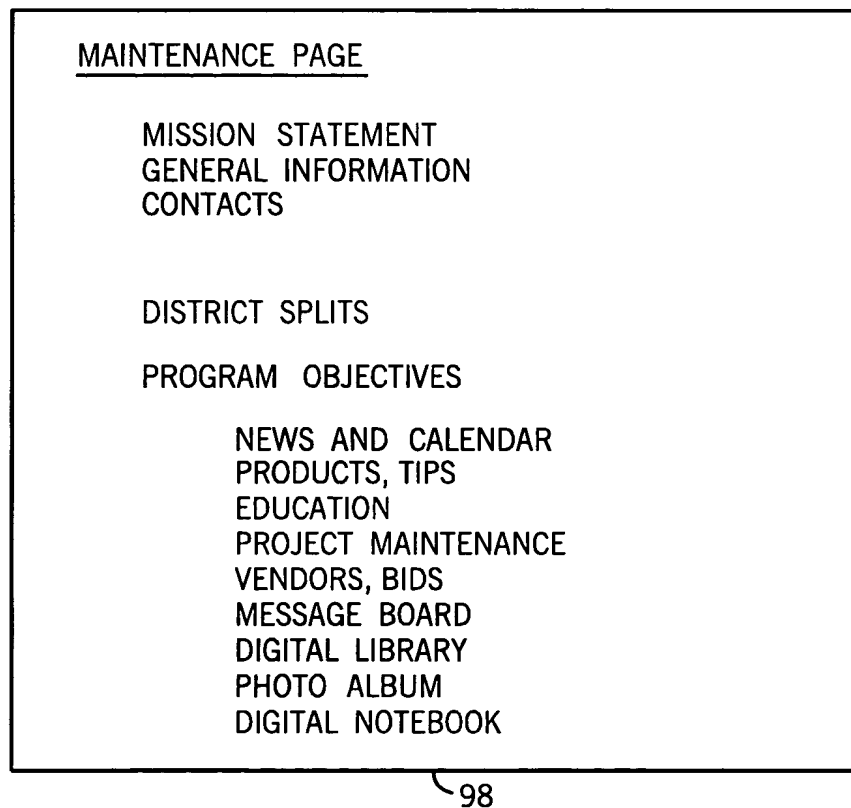 MAINTENANCE PAGE
MISSION STATEMENT
GENERAL INFORMATION
CONTACTS
DISTRICT SPLITS
PROGRAM OBJECTIVES
NEWS AND CALENDAR
PRODUCTS, TIPS
EDUCATION
PROJECT MAINTENANCE
VENDORS, BIDS
MESSAGE BOARD
DIGITAL LIBRARY
PHOTO ALBUM
DIGITAL NOTEBOOK
98